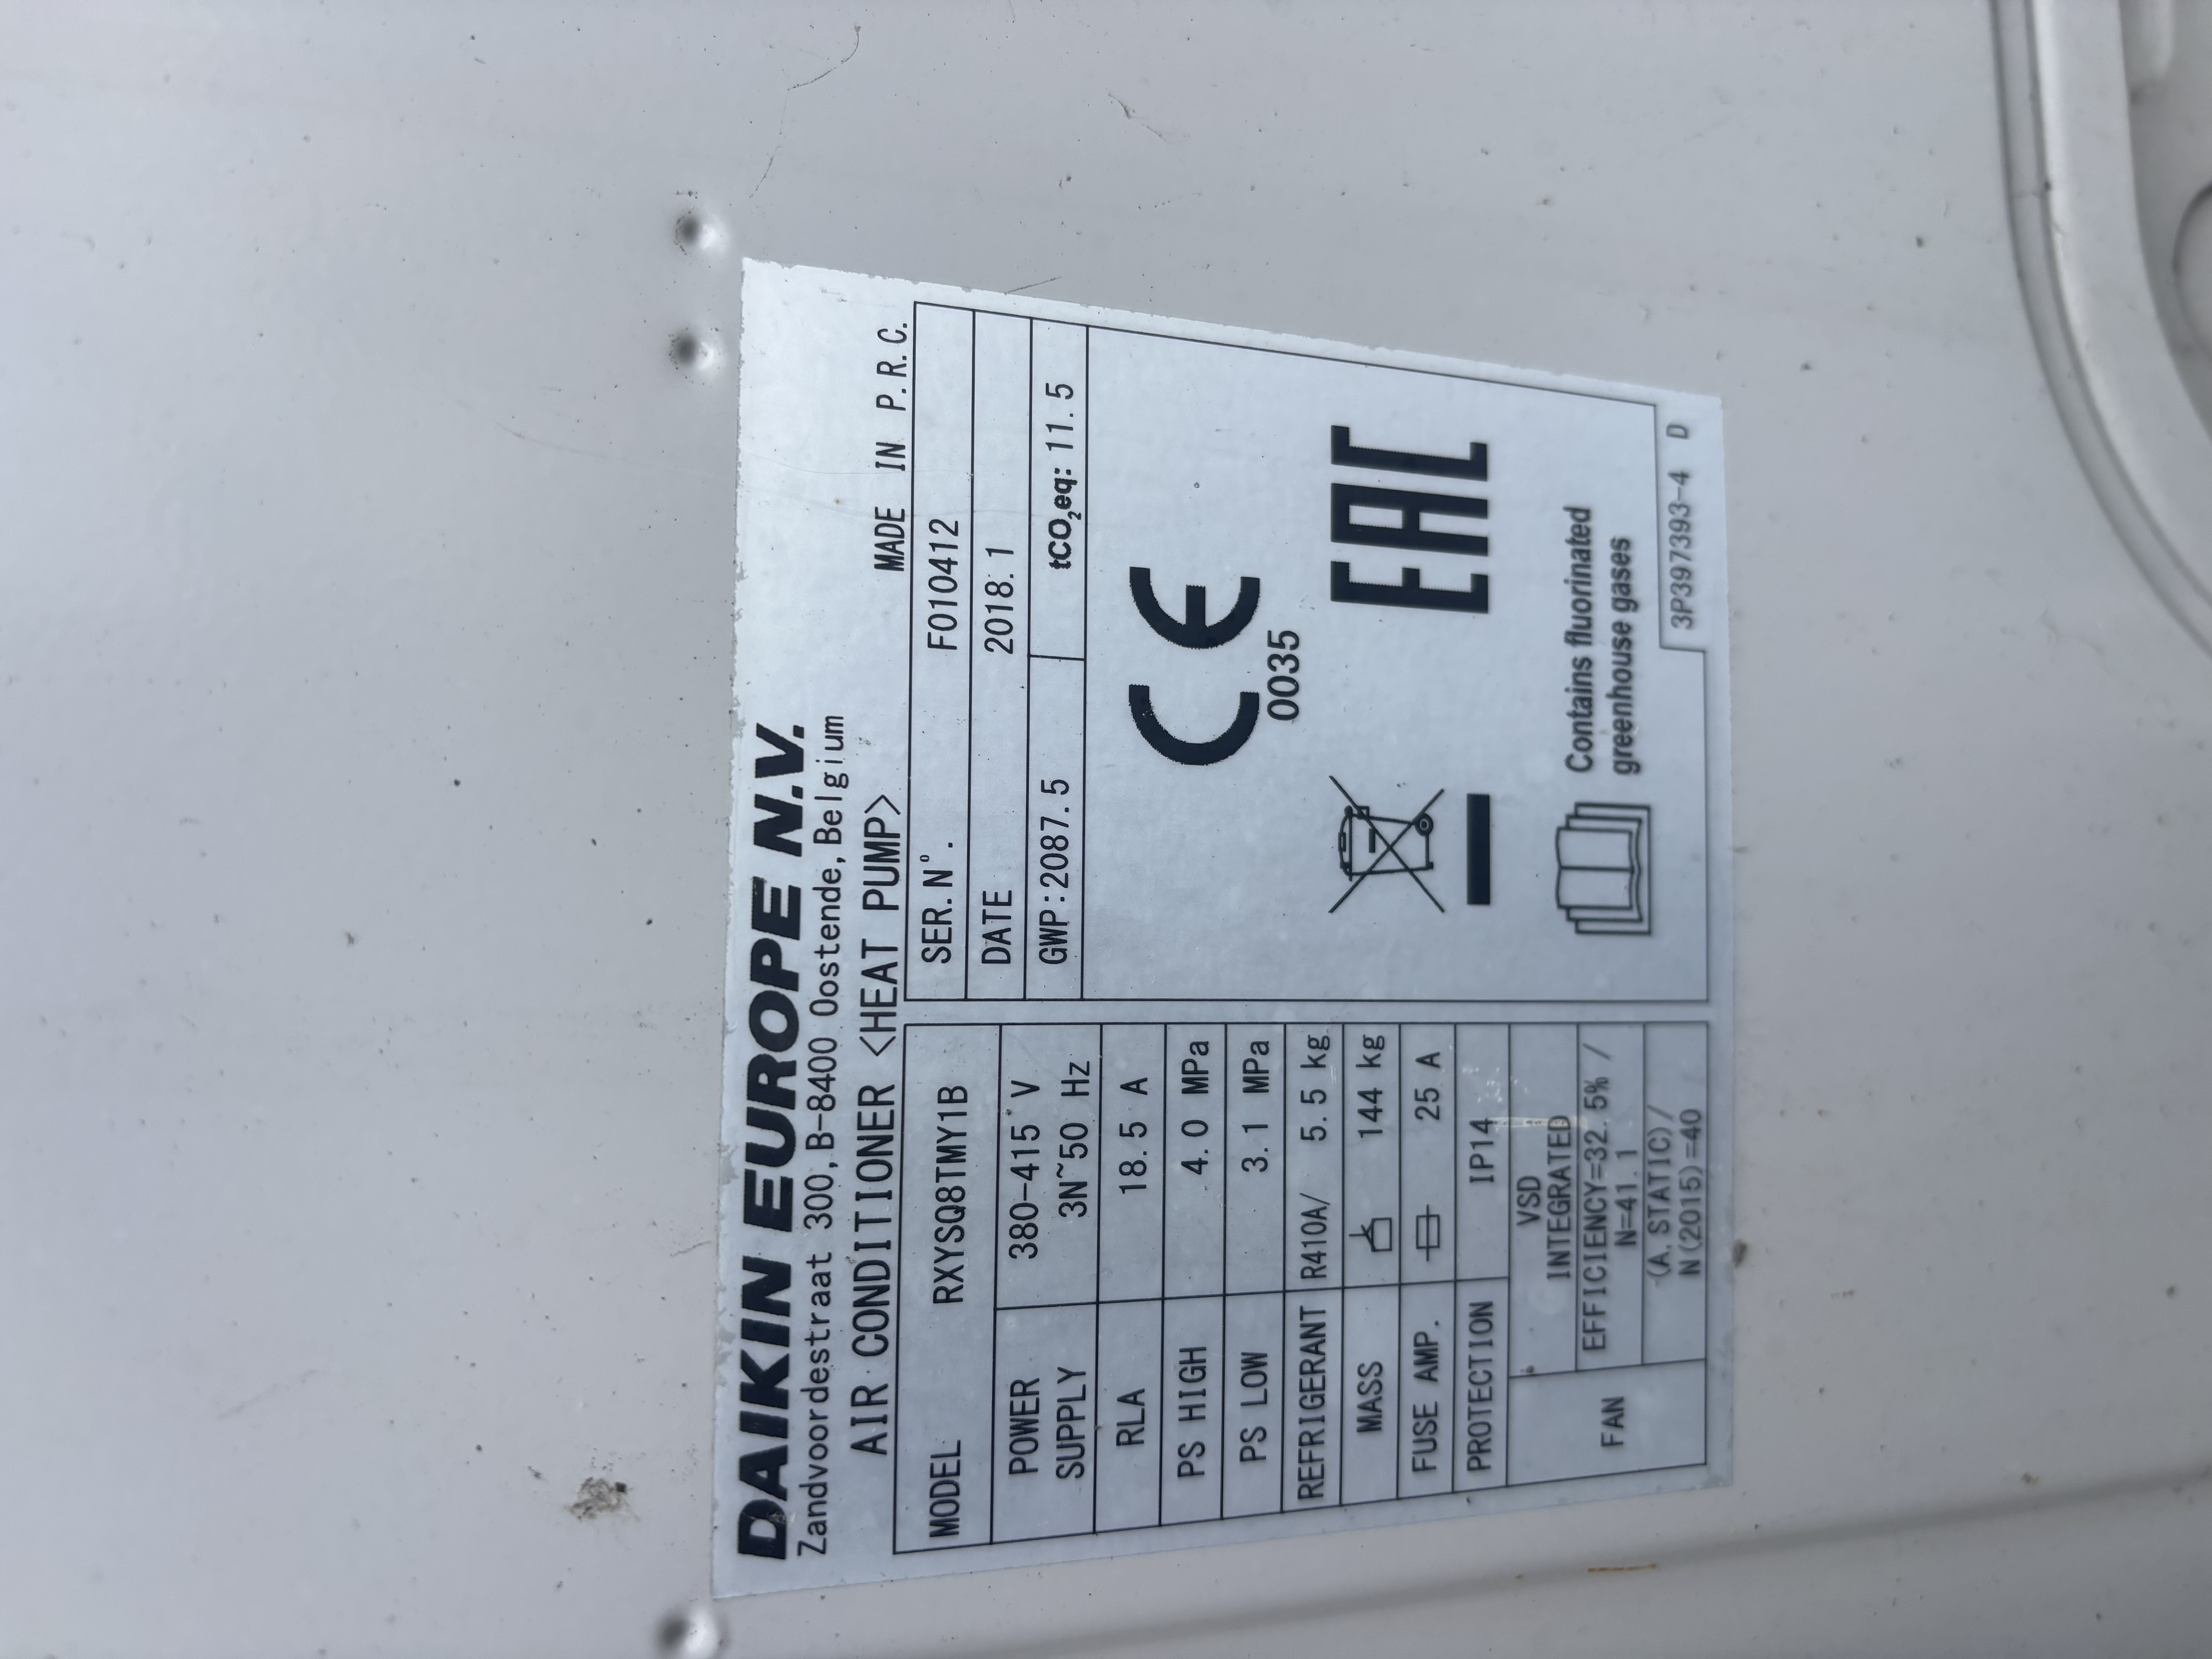 DAIKIN EUROPE N.V.
Zandvoordestraat 300, B-8400 Oostende, Belgium
AIR CONDITIONER <HEAT PUMP>
MADE IN P.R.C.
MODEL RXYSQ8TMY1B
POWER SUPPLY 380-415 V
3N~50 Hz
RLA 18.5 A
PS HIGH 4.0 MPa
PS LOW 3.1 MPa
REFRIGERANT R410A/ 5.5 kg
MASS 144 kg
FUSE AMP. 25 A
PROTECTION IP14
FAN
VSD
INTEGRATED
EFFICIENCY=32.5% /
N=41.1
(A.STATIC)/
N(2015)=40
SER.Nº. F010412
DATE 2018.1
GWP:2087.5 tCO₂eq: 11.5
CE
0035
EAC
Contains fluorinated
greenhouse gases
3P397393-4 D